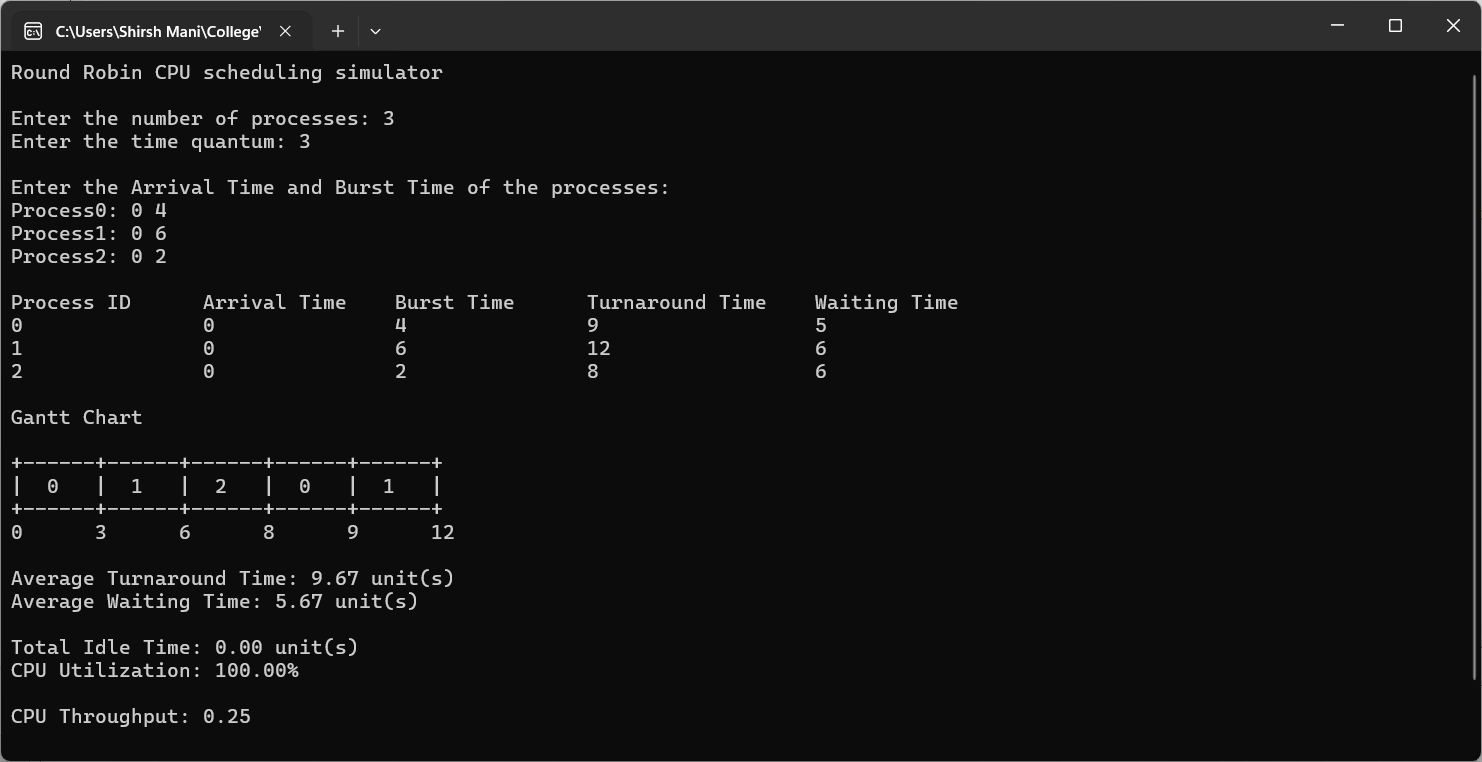 C:\Users\Shirsh Mani\College\
Round Robin CPU scheduling simulator
Enter the number of processes: 3
Enter the time quantum: 3
Enter the Arrival Time and Burst Time of the processes:
Process0: 0 4
Process1: 0 6
Process2: 0 2
Process ID      Arrival Time    Burst Time      Turnaround Time    Waiting Time
0               0               4               9                  5
1               0               6               12                 6
2               0               2               8                  6
Gantt Chart
+------+------+------+------+------+
|  0   |  1   |  2   |  0   |  1   |
+------+------+------+------+------+
0      3      6      8      9      12
Average Turnaround Time: 9.67 unit(s)
Average Waiting Time: 5.67 unit(s)
Total Idle Time: 0.00 unit(s)
CPU Utilization: 100.00%
CPU Throughput: 0.25